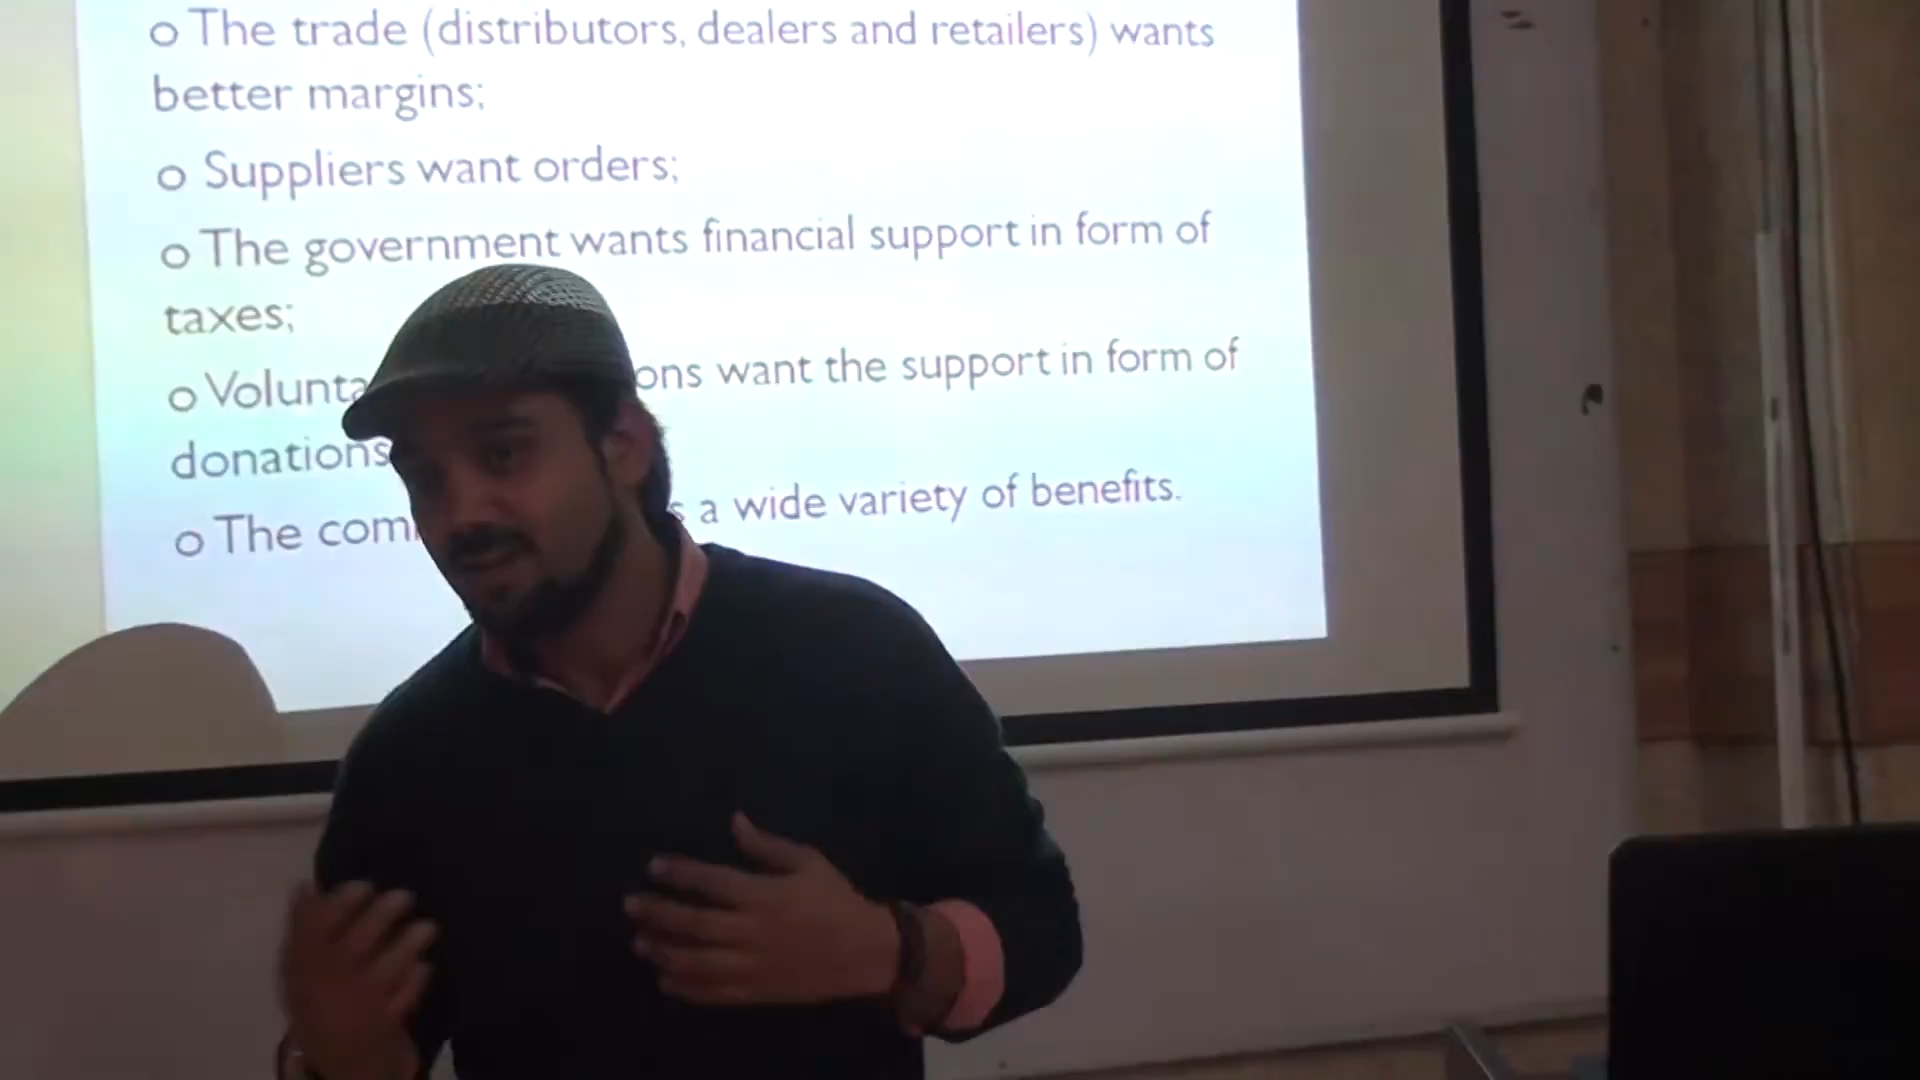 o The trade (distributors, dealers and retailers) wants
better margins;
o Suppliers want orders;
o The government wants financial support in form of
taxes;
o Volunta ons want the support in form of
donations
o The com s a wide variety of benefits.